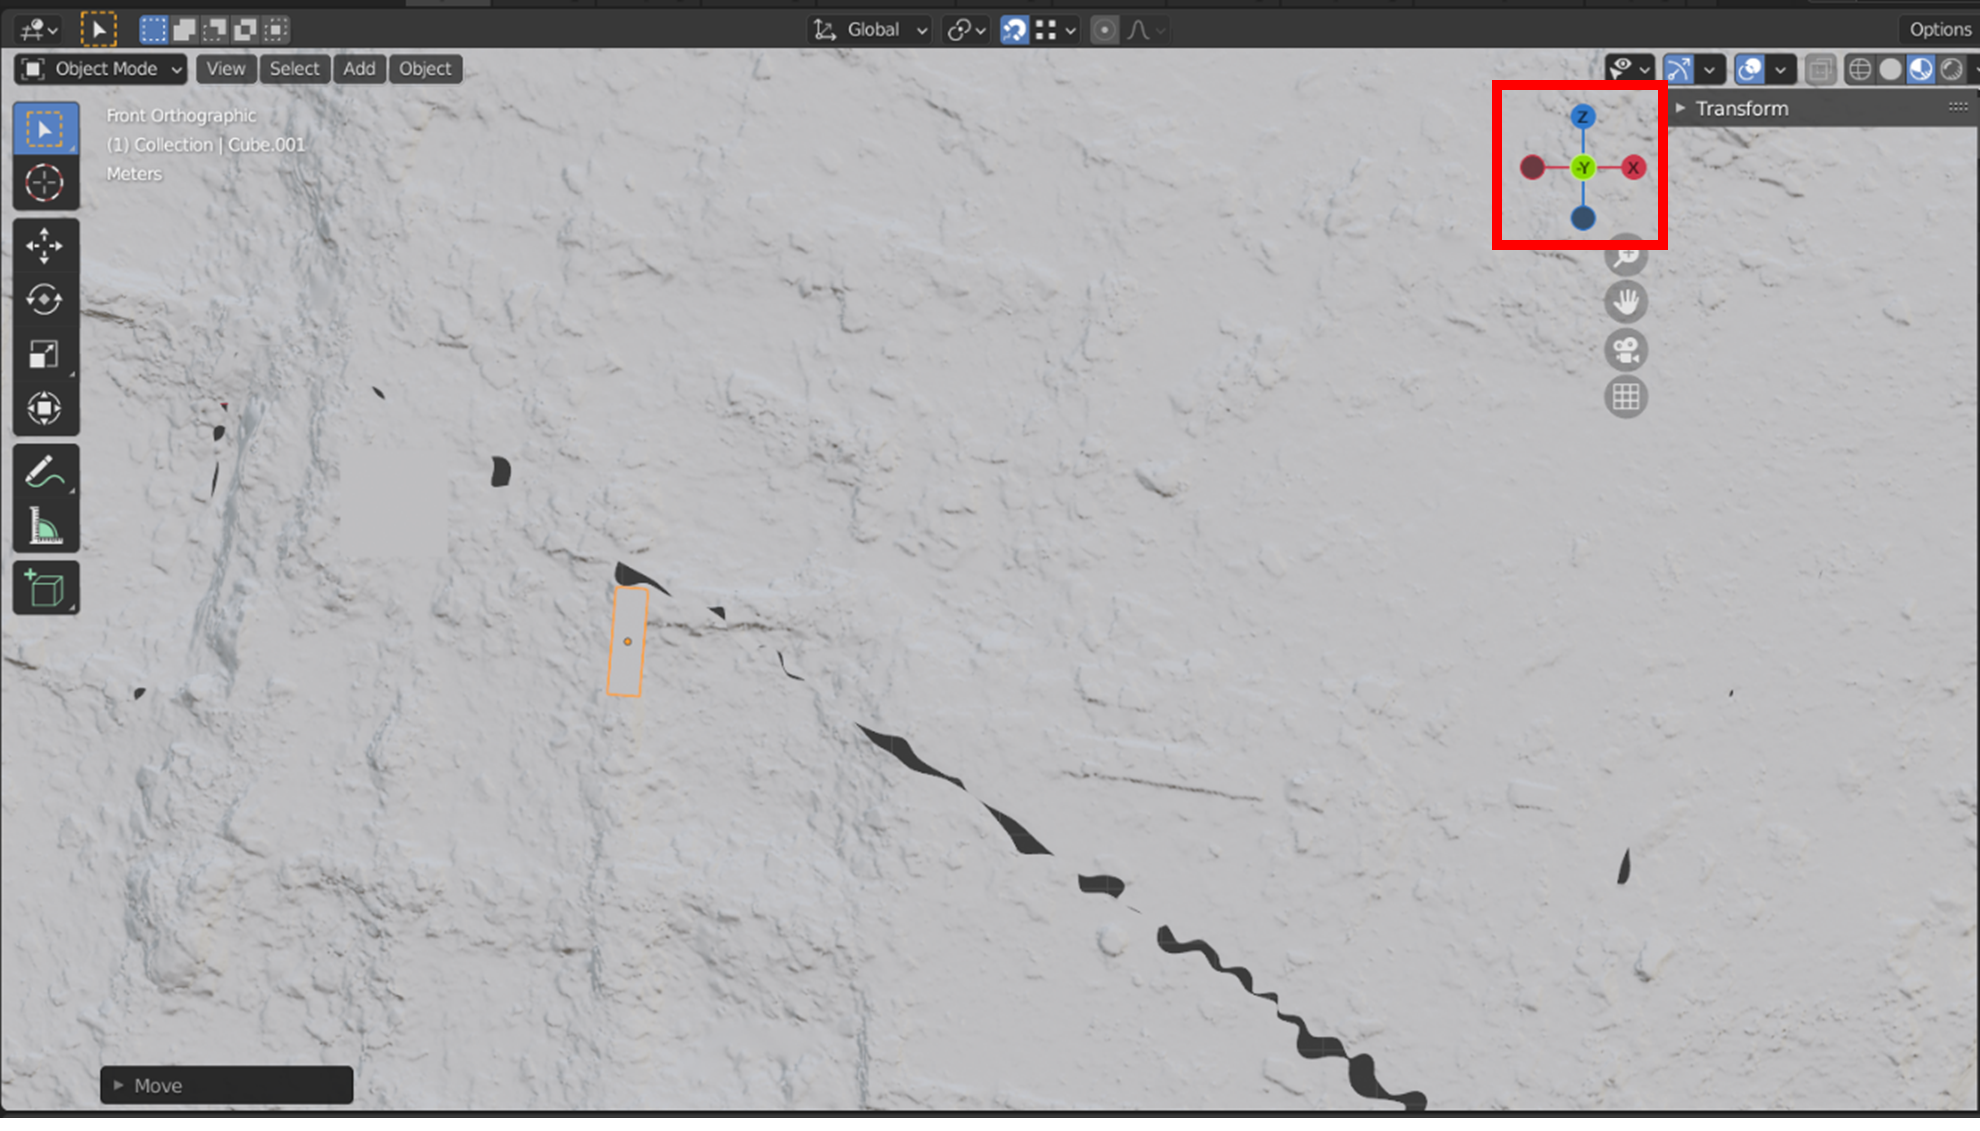 Global
Options
Object Mode
View
Select
Add
Object
Front Orthographic
(1) Collection | Cube.001
Meters
Transform
Z
-Y
X
Move